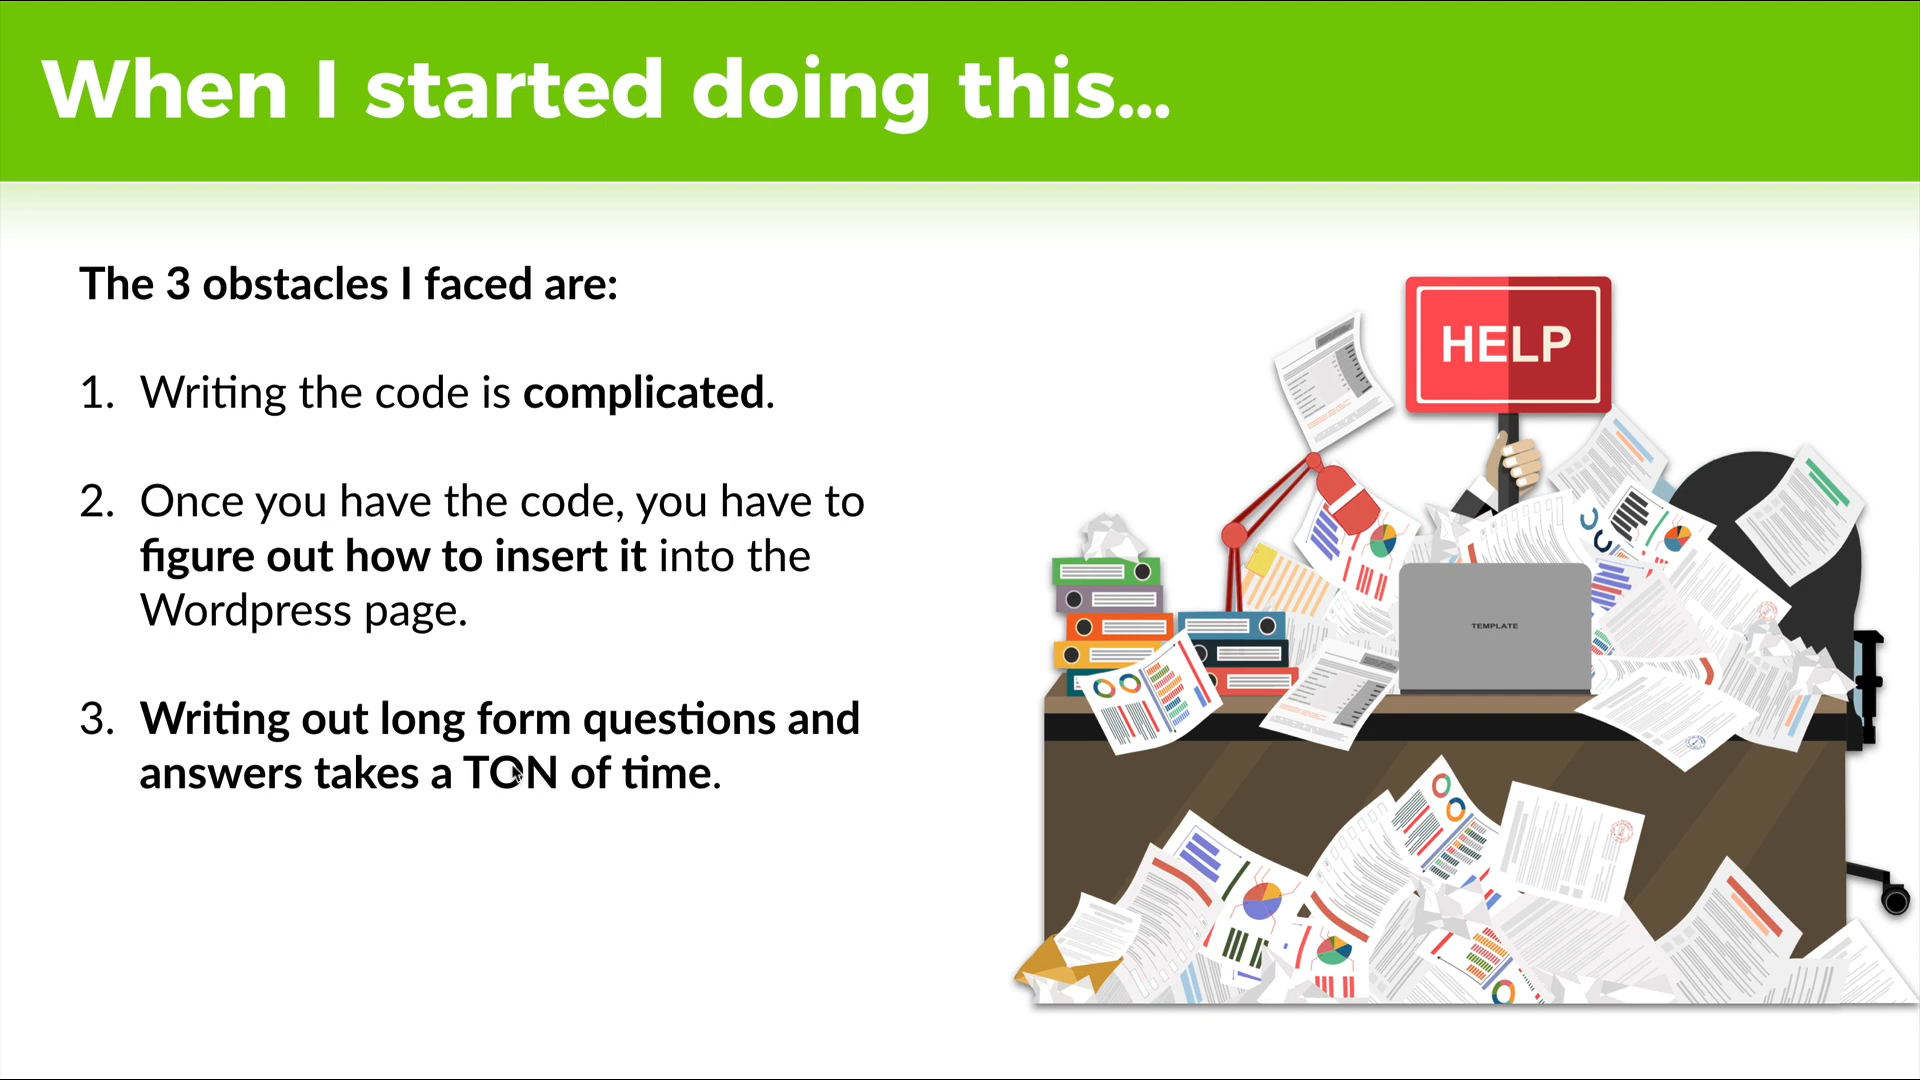 When I started doing this...
The 3 obstacles I faced are:
1. Writing the code is complicated.
2. Once you have the code, you have to
figure out how to insert it into the
Wordpress page.
3. Writing out long form questions and
answers takes a TON of time.
HELP
TEMPLATE